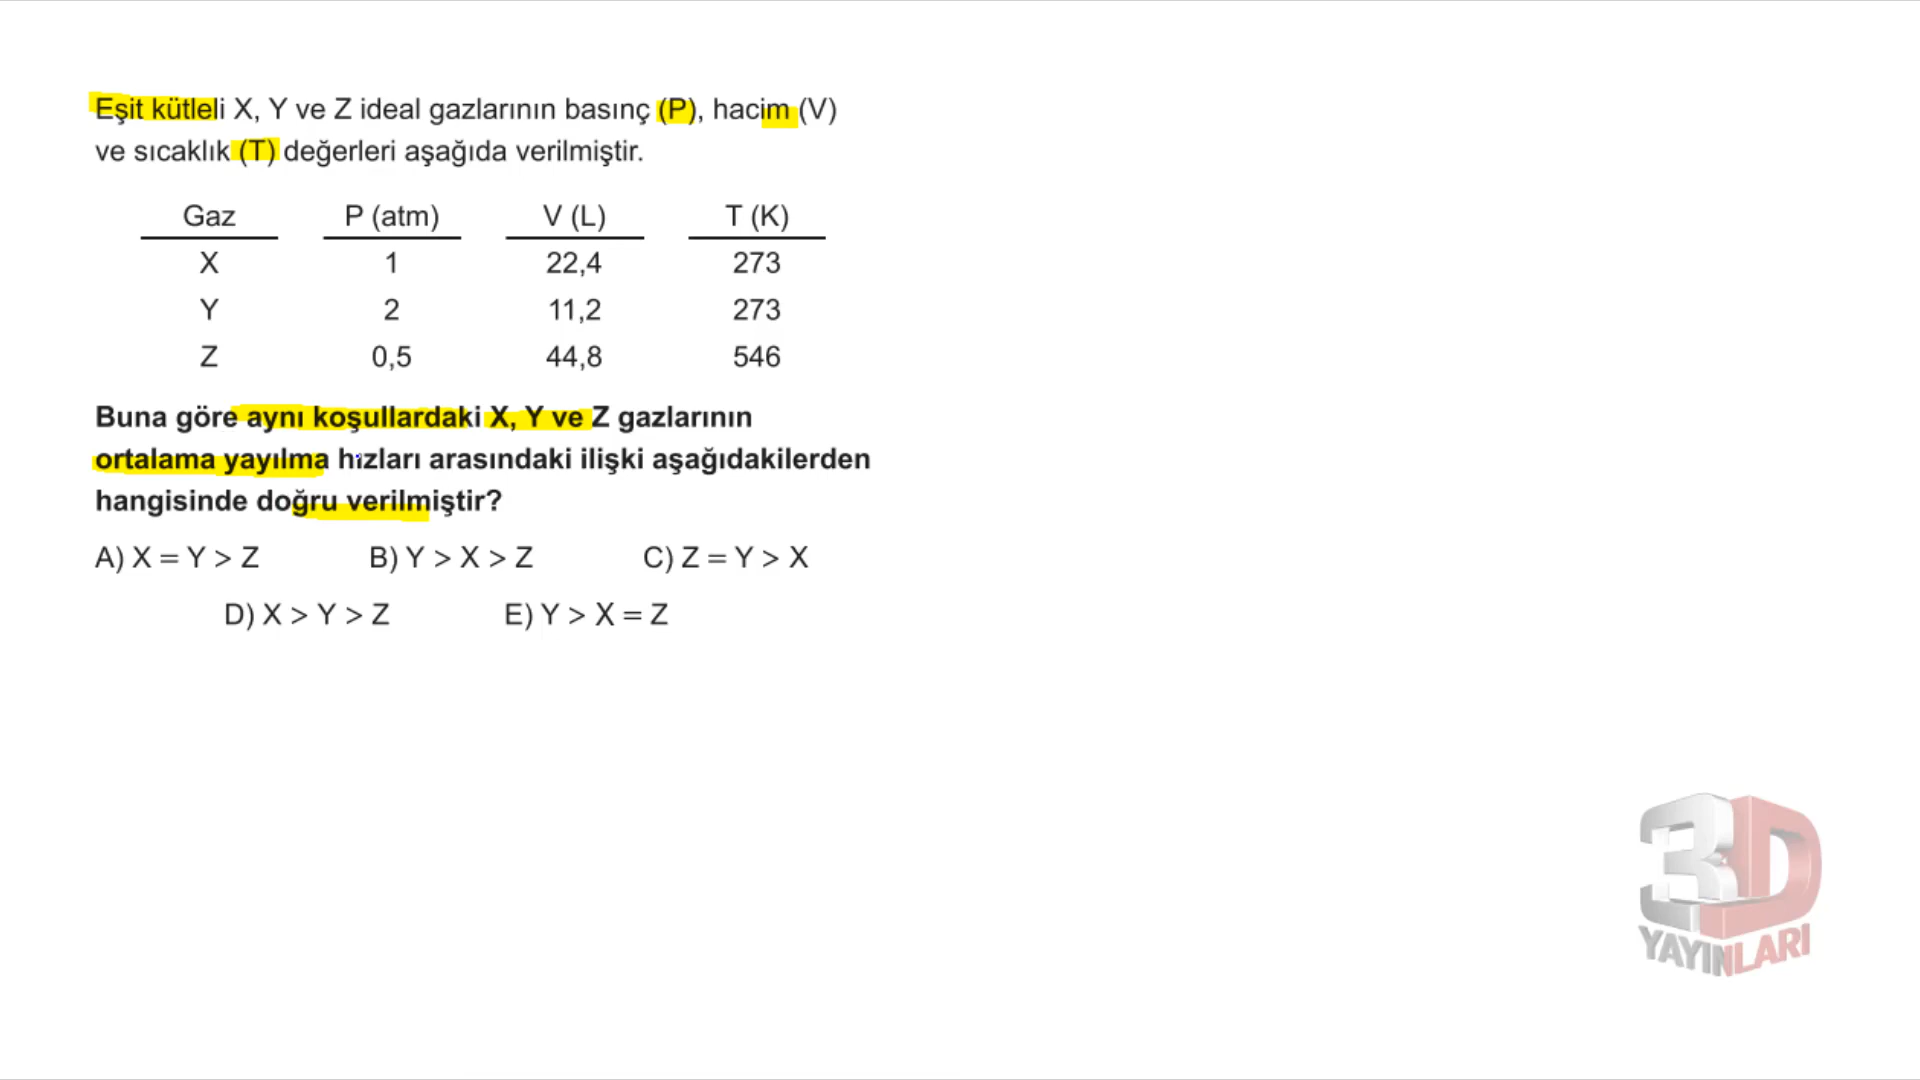 Eşit kütleli X, Y ve Z ideal gazlarının basınç (P), hacim (V)
ve sıcaklık (T) değerleri aşağıda verilmiştir.
Gaz P (atm) V (L) T (K)
X 1 22,4 273
Y 2 11,2 273
Z 0,5 44,8 546
Buna göre aynı koşullardaki X, Y ve Z gazlarının
ortalama yayılma hızları arasındaki ilişki aşağıdakilerden
hangisinde doğru verilmiştir?
A) X = Y > Z B) Y > X > Z C) Z = Y > X
D) X > Y > Z E) Y > X = Z
3D
YAYINLARI